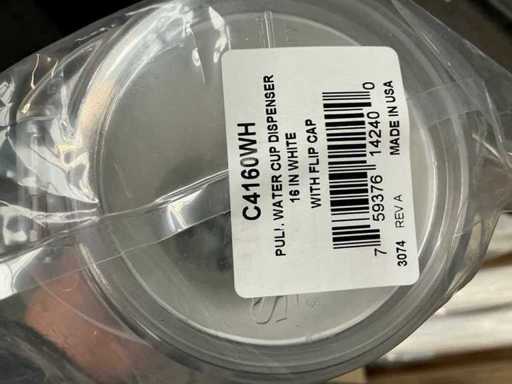 C4160WH
PULL WATER CUP DISPENSER
16 IN WHITE
WITH FLIP CAP
7 59376 14240 0
3074 REV A MADE IN USA